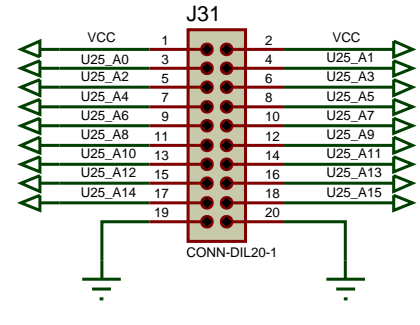 J31
VCC 1 2 VCC
U25_A0 3 4 U25_A1
U25_A2 5 6 U25_A3
U25_A4 7 8 U25_A5
U25_A6 9 10 U25_A7
U25_A8 11 12 U25_A9
U25_A10 13 14 U25_A11
U25_A12 15 16 U25_A13
U25_A14 17 18 U25_A15
19 20
CONN-DIL20-1